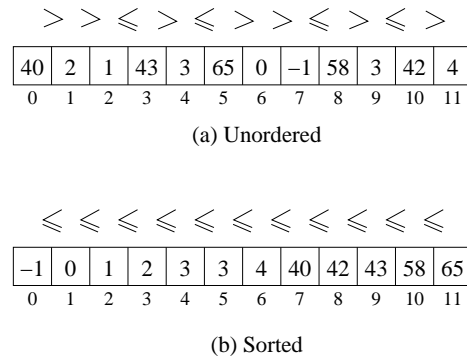 > > ⩽ > ⩽ > > ⩽ > ⩽ >
40 2 1 43 3 65 0 −1 58 3 42 4
0 1 2 3 4 5 6 7 8 9 10 11
(a) Unordered
⩽ ⩽ ⩽ ⩽ ⩽ ⩽ ⩽ ⩽ ⩽ ⩽ ⩽
−1 0 1 2 3 3 4 40 42 43 58 65
0 1 2 3 4 5 6 7 8 9 10 11
(b) Sorted